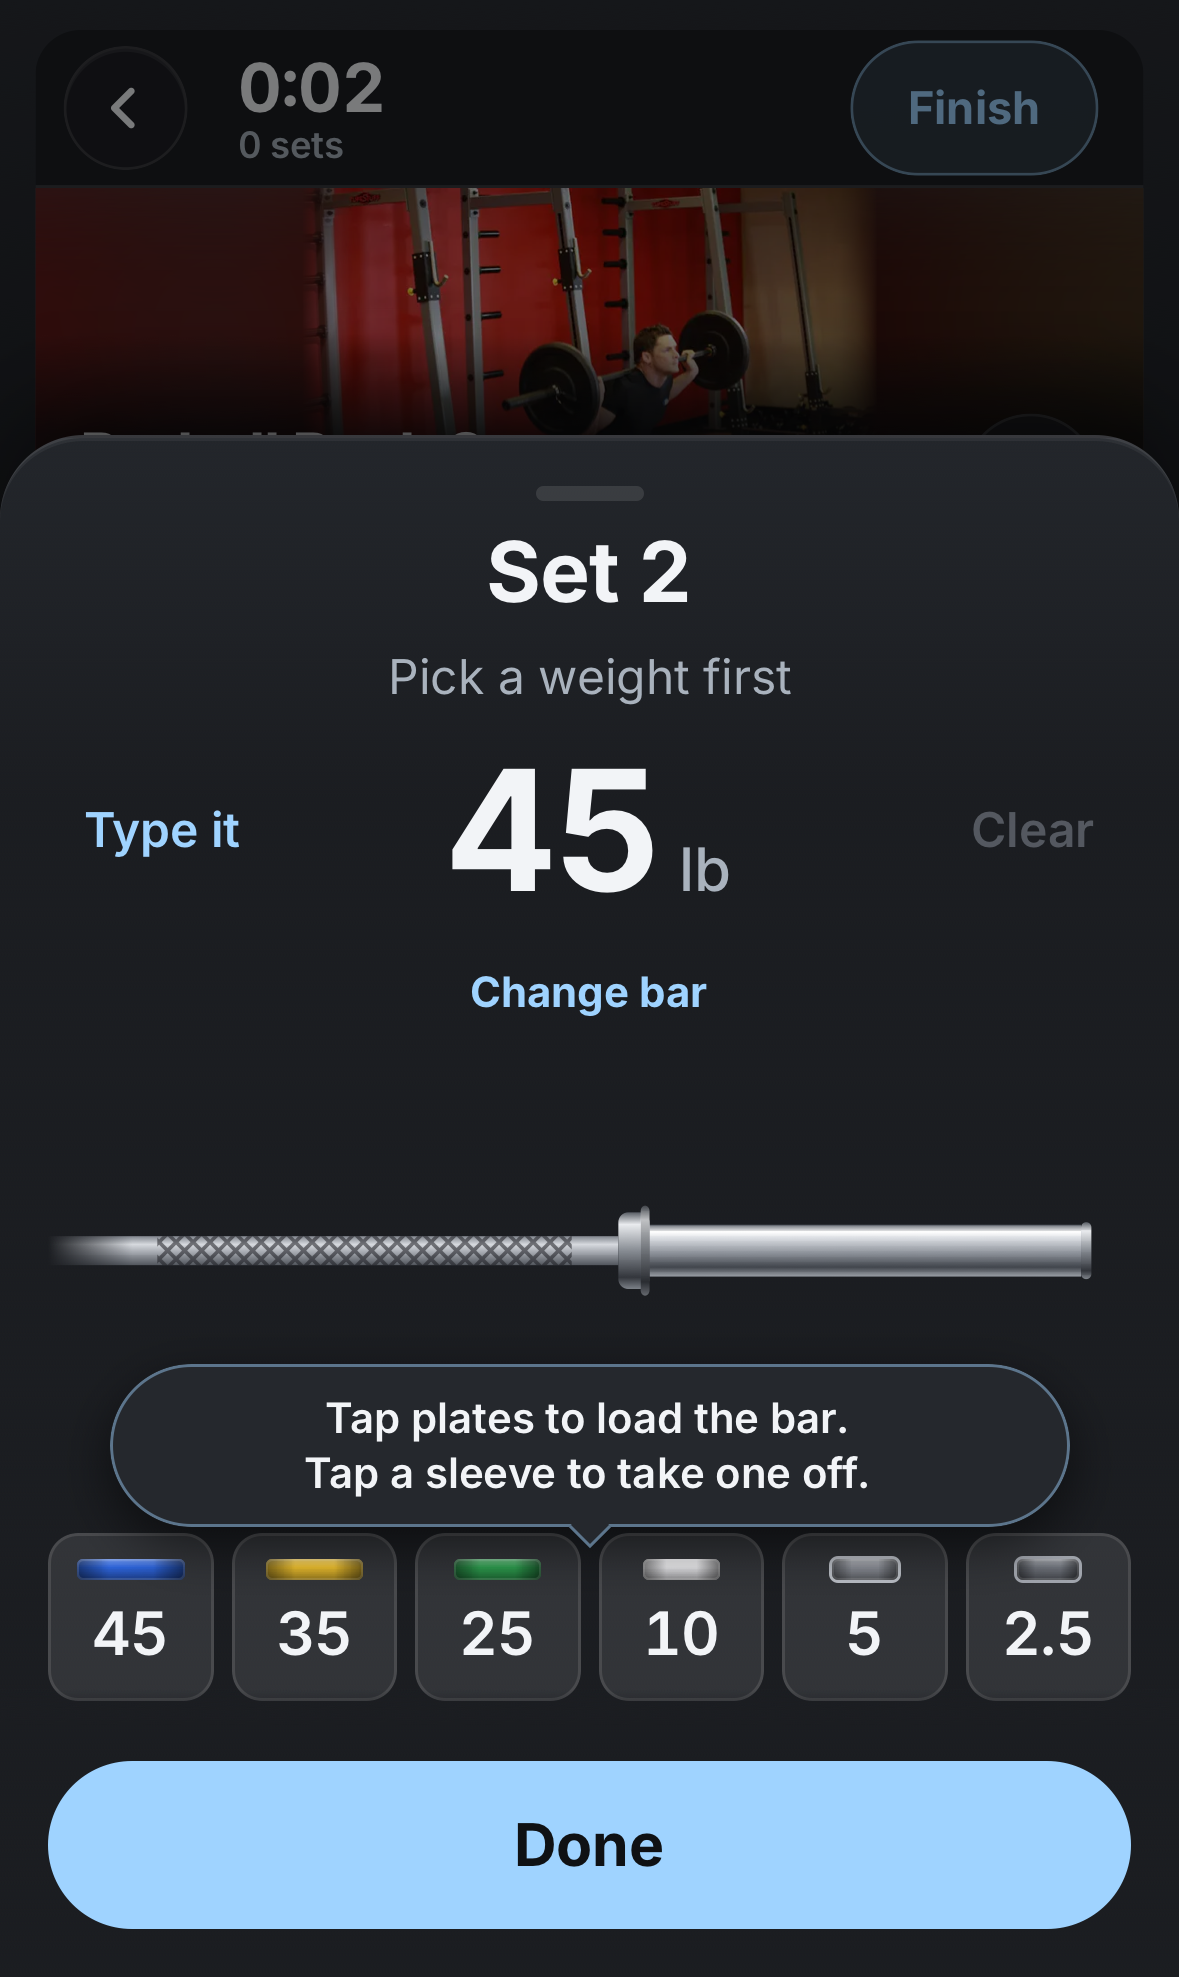 0:02
0 sets
Finish
Set 2
Pick a weight first
Type it
45 lb
Clear
Change bar
Tap plates to load the bar.
Tap a sleeve to take one off.
45
35
25
10
5
2.5
Done